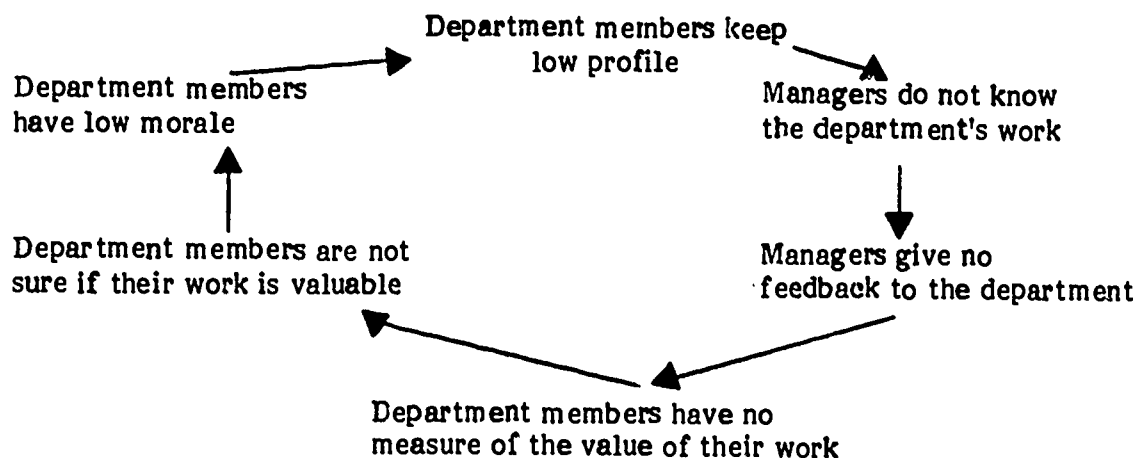 Department members keep
low profile
Managers do not know
the department's work
Managers give no
feedback to the department
Department members have no
measure of the value of their work
Department members are not
sure if their work is valuable
Department members
have low morale